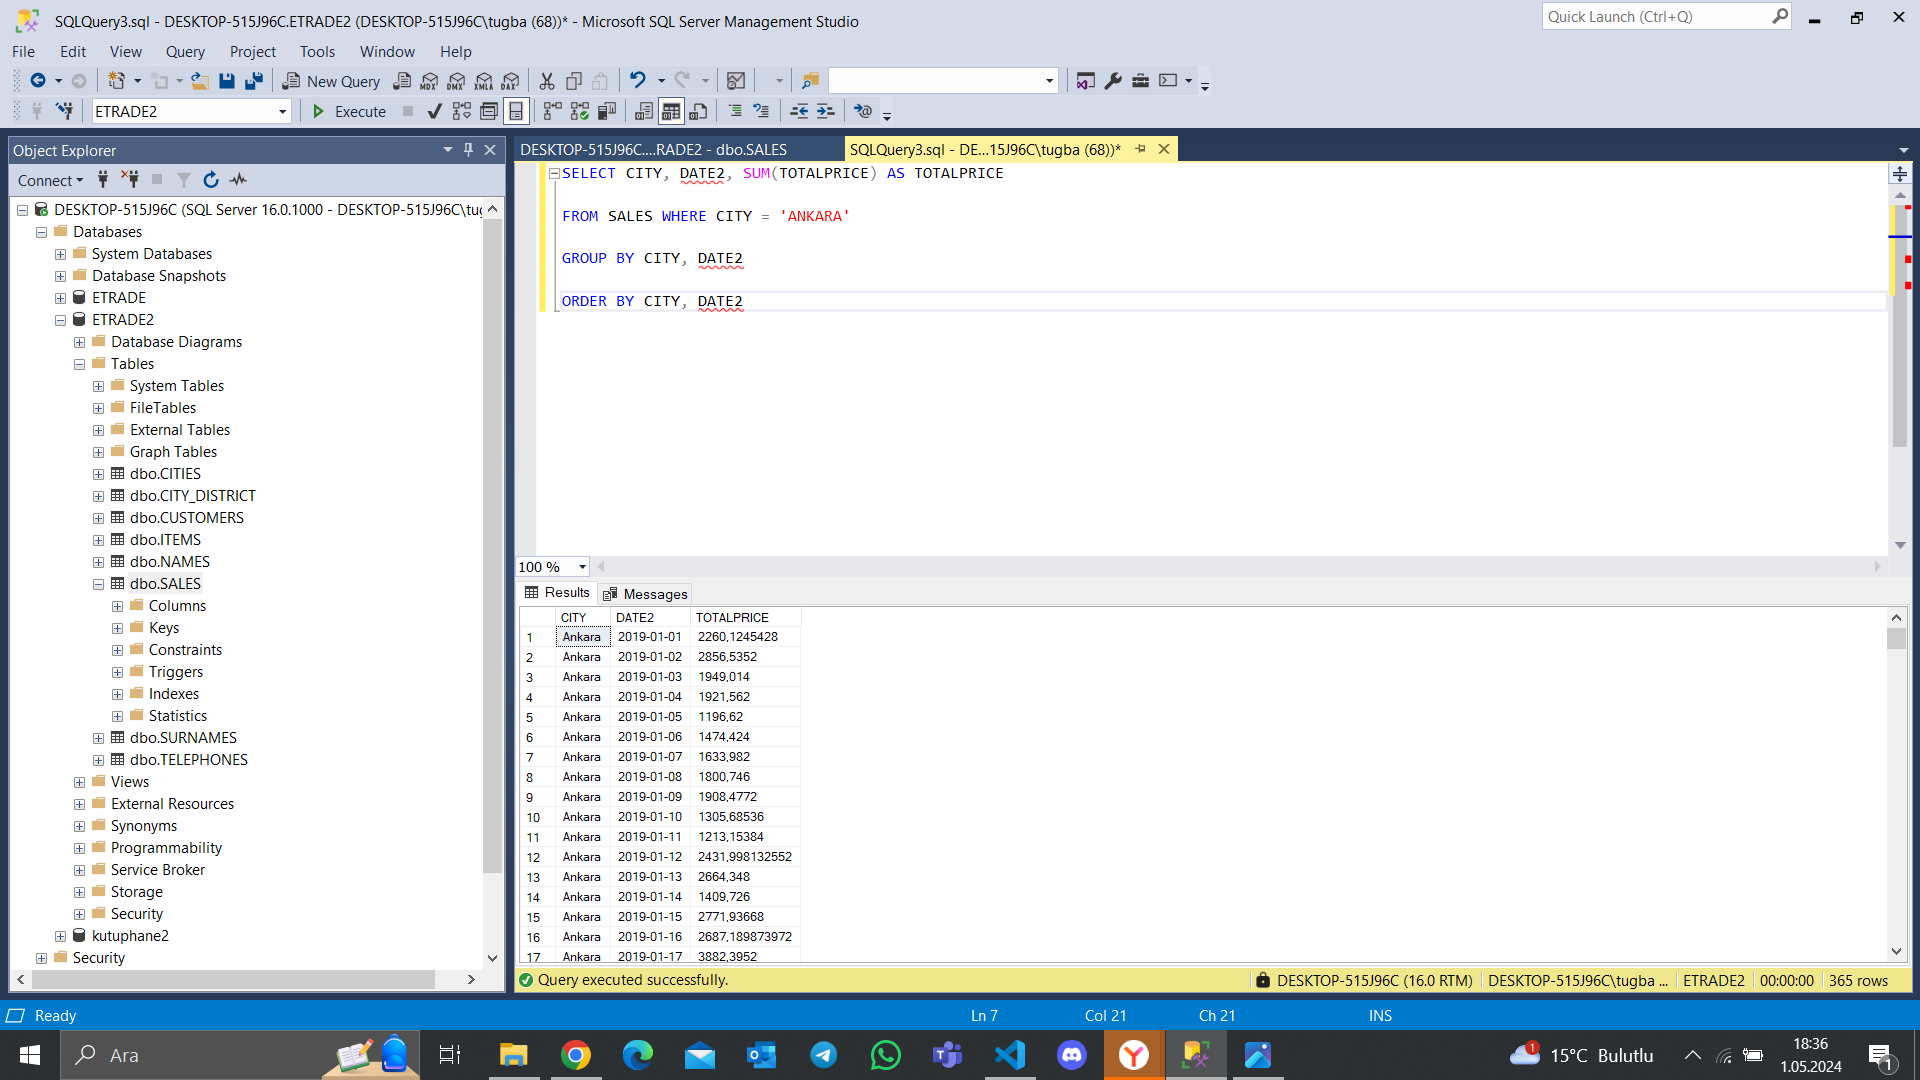 SQLQuery3.sql - DESKTOP-515J96C.ETRADE2 (DESKTOP-515J96C\tugba (68))* - Microsoft SQL Server Management Studio
Quick Launch (Ctrl+Q)
File Edit View Query Project Tools Window Help
New Query MDX DMX XMLA DAX
ETRADE2 Execute
Object Explorer
Connect
DESKTOP-515J96C (SQL Server 16.0.1000 - DESKTOP-515J96C\tug
Databases
System Databases
Database Snapshots
ETRADE
ETRADE2
Database Diagrams
Tables
System Tables
FileTables
External Tables
Graph Tables
dbo.CITIES
dbo.CITY_DISTRICT
dbo.CUSTOMERS
dbo.ITEMS
dbo.NAMES
dbo.SALES
Columns
Keys
Constraints
Triggers
Indexes
Statistics
dbo.SURNAMES
dbo.TELEPHONES
Views
External Resources
Synonyms
Programmability
Service Broker
Storage
Security
kutuphane2
Security
DESKTOP-515J96C....RADE2 - dbo.SALES
SQLQuery3.sql - DE...15J96C\tugba (68))*
SELECT CITY, DATE2, SUM(TOTALPRICE) AS TOTALPRICE
FROM SALES WHERE CITY = 'ANKARA'
GROUP BY CITY, DATE2
ORDER BY CITY, DATE2
100 %
Results Messages
CITY DATE2 TOTALPRICE
1 Ankara 2019-01-01 2260,1245428
2 Ankara 2019-01-02 2856,5352
3 Ankara 2019-01-03 1949,014
4 Ankara 2019-01-04 1921,562
5 Ankara 2019-01-05 1196,62
6 Ankara 2019-01-06 1474,424
7 Ankara 2019-01-07 1633,982
8 Ankara 2019-01-08 1800,746
9 Ankara 2019-01-09 1908,4772
10 Ankara 2019-01-10 1305,68536
11 Ankara 2019-01-11 1213,15384
12 Ankara 2019-01-12 2431,998132552
13 Ankara 2019-01-13 2664,348
14 Ankara 2019-01-14 1409,726
15 Ankara 2019-01-15 2771,93668
16 Ankara 2019-01-16 2687,189873972
17 Ankara 2019-01-17 3882,3952
Query executed successfully.
DESKTOP-515J96C (16.0 RTM) DESKTOP-515J96C\tugba ... ETRADE2 00:00:00 365 rows
Ready Ln 7 Col 21 Ch 21 INS
Ara
1 15°C Bulutlu
18:36
1.05.2024
1